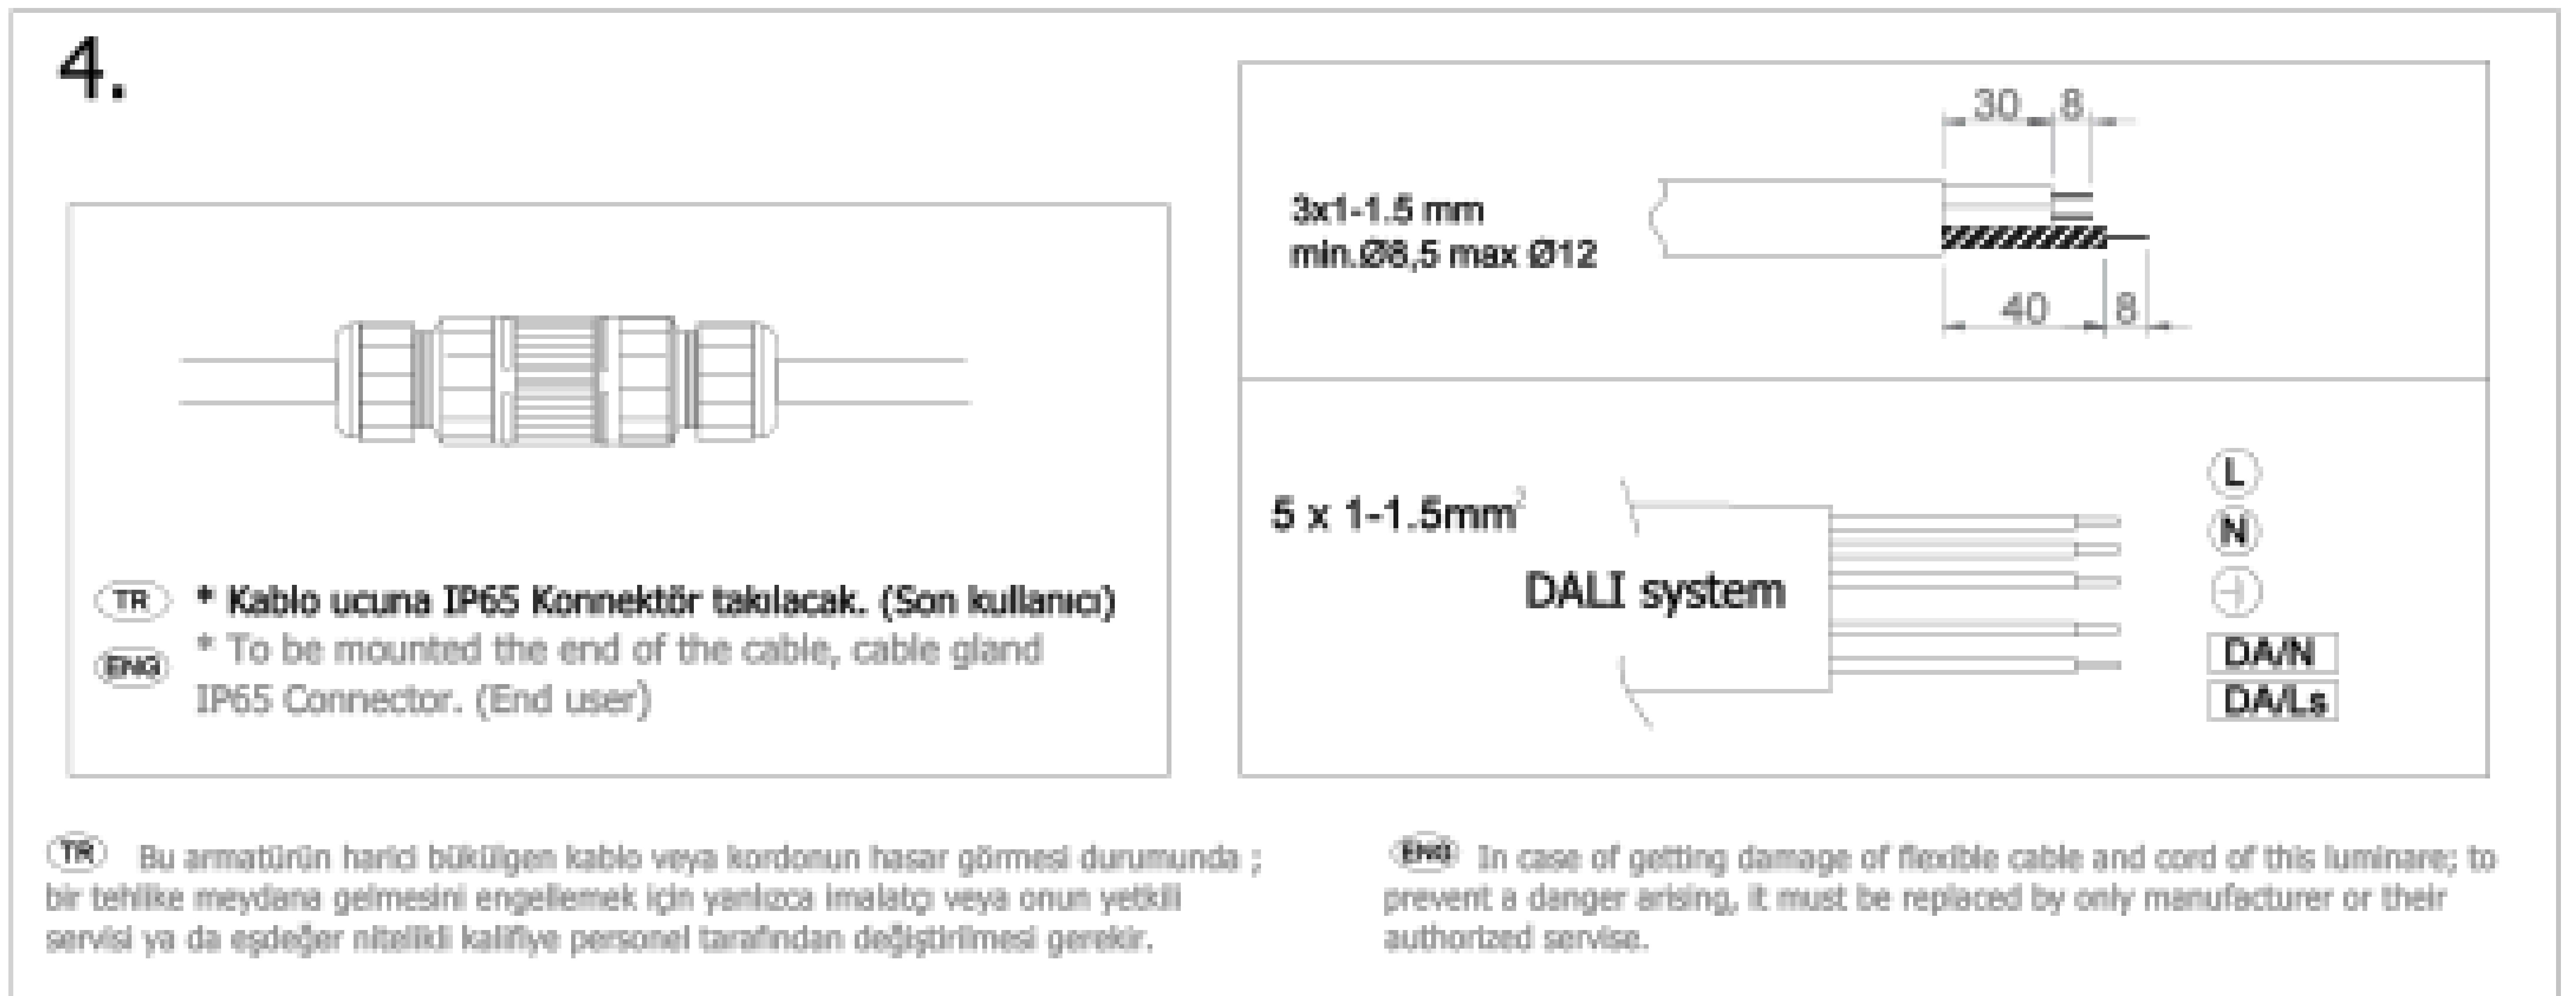 4.
TR * Kablo ucuna IP65 Konnektör takılacak. (Son kullanıcı)
ENG * To be mounted the end of the cable, cable gland
IP65 Connector. (End user)
30 8
3x1-1.5 mm
min.Ø8,5 max Ø12
40 8
5 x 1-1.5mm²
DALI system
L
N
DA/N
DA/Ls
TR Bu armatürün harici bükülgen kablo veya kordonun hasar görmesi durumunda ;
bir tehlike meydana gelmesini engellemek için yanlızca imalatçı veya onun yetkili
servisi ya da eşdeğer nitelikli kalifiye personel tarafından değiştirilmesi gerekir.
ENG In case of getting damage of flexible cable and cord of this luminare; to
prevent a danger arising, it must be replaced by only manufacturer or their
authorized servise.